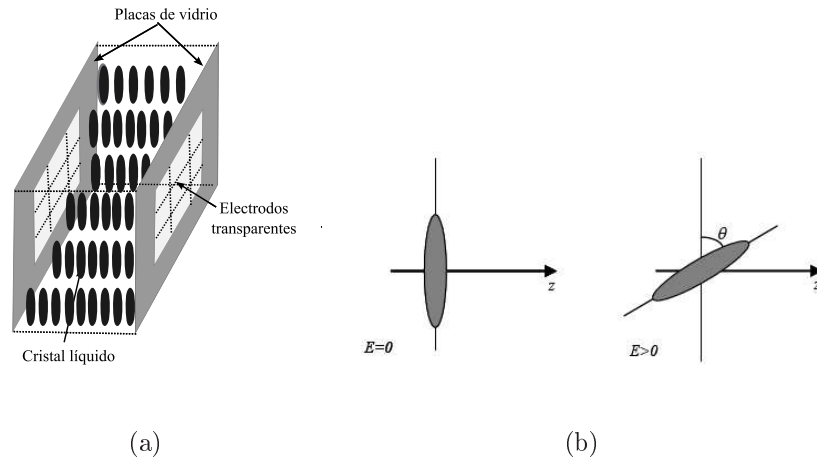 Placas de vidrio
Electrodos
transparentes
Cristal líquido
(a)
θ
z
E=0
z
E>0
(b)